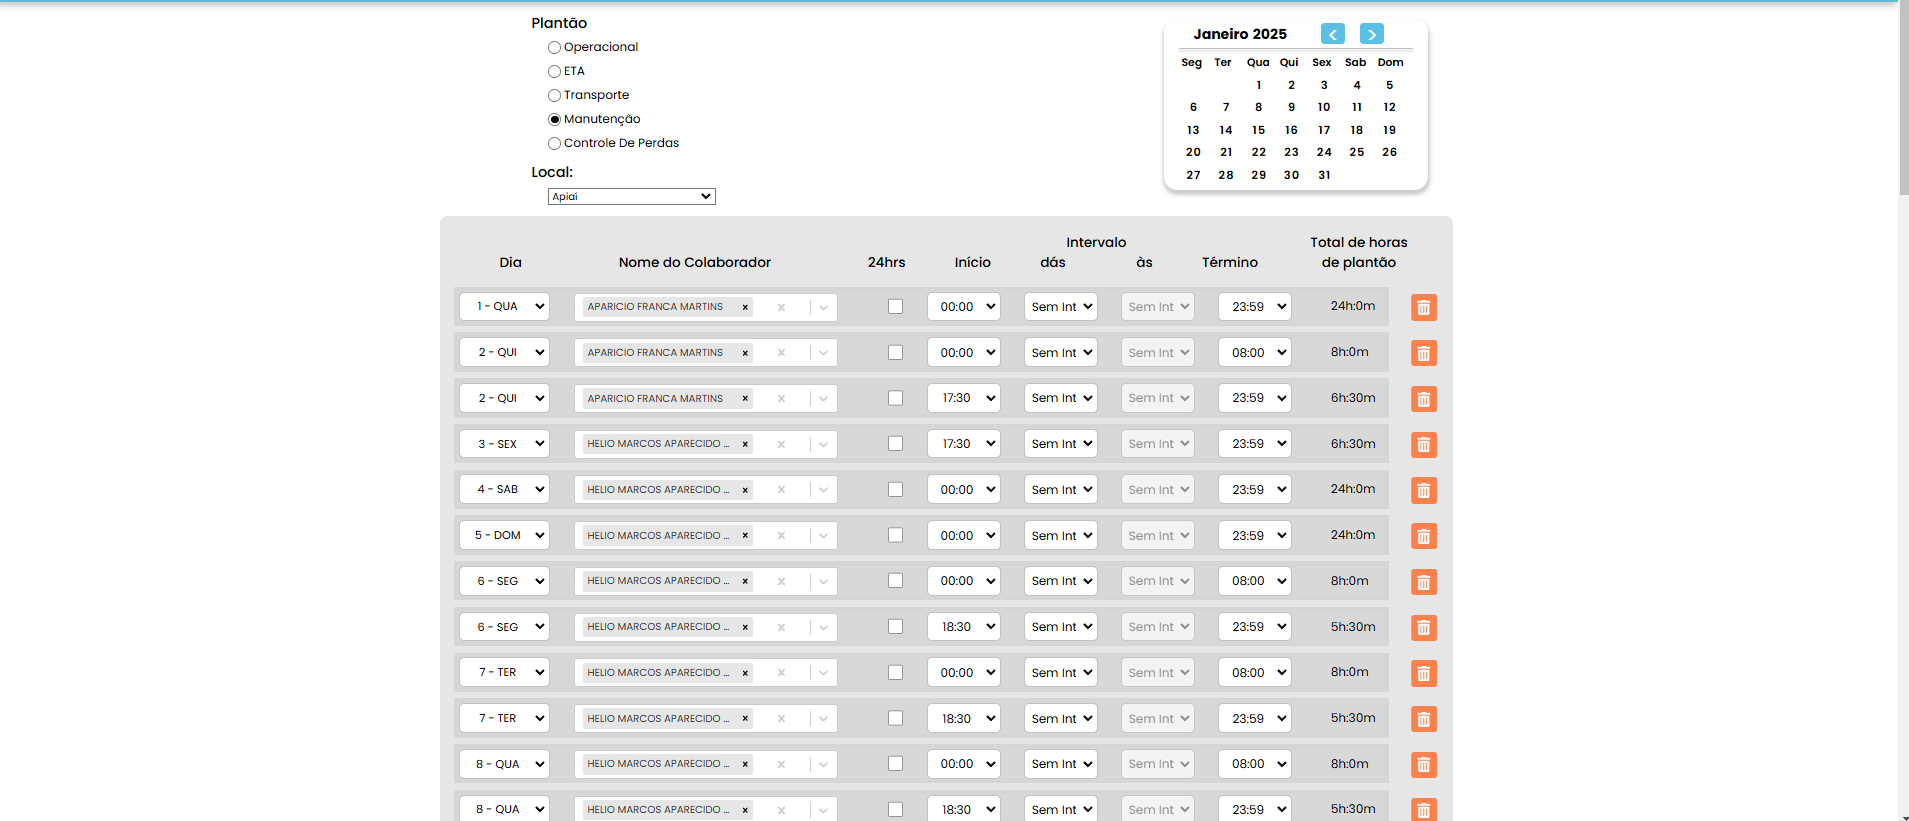 Plantão
Operacional
ETA
Transporte
Manutenção
Controle De Perdas
Local:
Apiaí
Janeiro 2025 < >
Seg Ter Qua Qui Sex Sab Dom
1 2 3 4 5
6 7 8 9 10 11 12
13 14 15 16 17 18 19
20 21 22 23 24 25 26
27 28 29 30 31
Intervalo Total de horas
Dia Nome do Colaborador 24hrs Início dás às Término de plantão
1 - QUA APARICIO FRANCA MARTINS × × 00:00 Sem Int Sem Int 23:59 24h:0m
2 - QUI APARICIO FRANCA MARTINS × × 00:00 Sem Int Sem Int 08:00 8h:0m
2 - QUI APARICIO FRANCA MARTINS × × 17:30 Sem Int Sem Int 23:59 6h:30m
3 - SEX HELIO MARCOS APARECIDO ... × × 17:30 Sem Int Sem Int 23:59 6h:30m
4 - SAB HELIO MARCOS APARECIDO ... × × 00:00 Sem Int Sem Int 23:59 24h:0m
5 - DOM HELIO MARCOS APARECIDO ... × × 00:00 Sem Int Sem Int 23:59 24h:0m
6 - SEG HELIO MARCOS APARECIDO ... × × 00:00 Sem Int Sem Int 08:00 8h:0m
6 - SEG HELIO MARCOS APARECIDO ... × × 18:30 Sem Int Sem Int 23:59 5h:30m
7 - TER HELIO MARCOS APARECIDO ... × × 00:00 Sem Int Sem Int 08:00 8h:0m
7 - TER HELIO MARCOS APARECIDO ... × × 18:30 Sem Int Sem Int 23:59 5h:30m
8 - QUA HELIO MARCOS APARECIDO ... × × 00:00 Sem Int Sem Int 08:00 8h:0m
8 - QUA HELIO MARCOS APARECIDO ... × × 18:30 Sem Int Sem Int 23:59 5h:30m